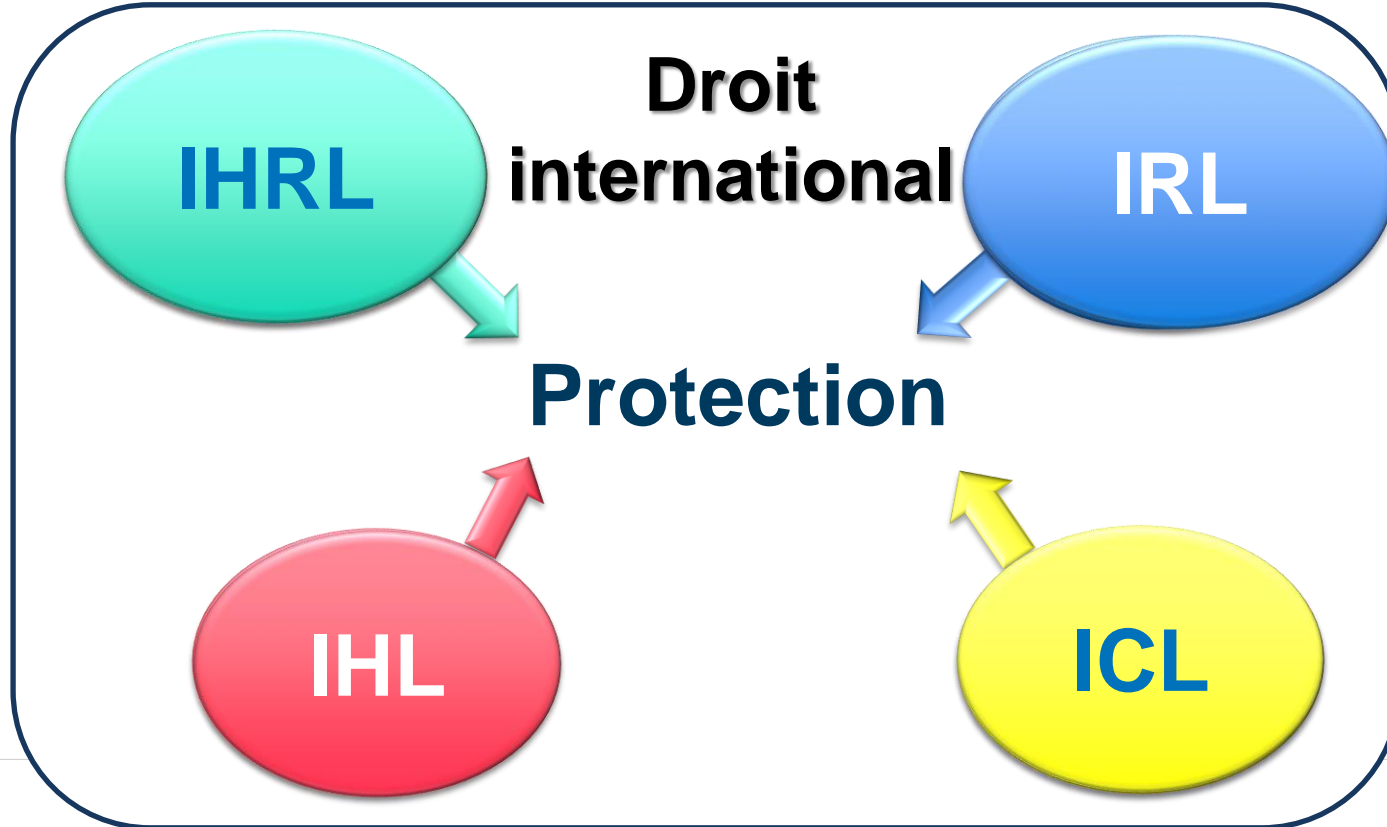 Droit
international
IHRL
IRL
Protection
IHL
ICL